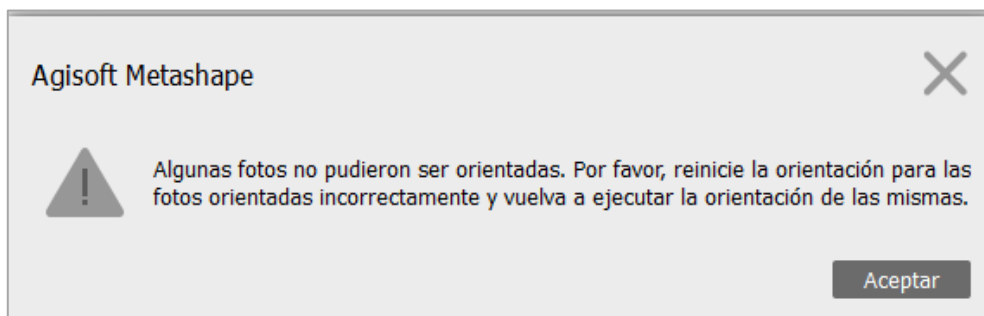 Agisoft Metashape
Algunas fotos no pudieron ser orientadas. Por favor, reinicie la orientación para las
fotos orientadas incorrectamente y vuelva a ejecutar la orientación de las mismas.
Aceptar